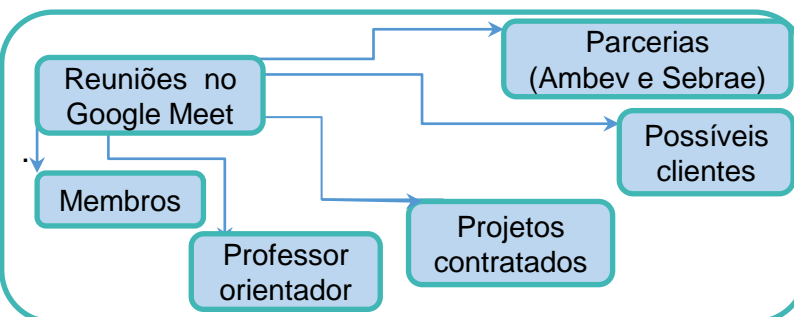 Parcerias
(Ambev e Sebrae)
Reuniões no
Google Meet
Possíveis
clientes
.
Membros
Projetos
contratados
Professor
orientador